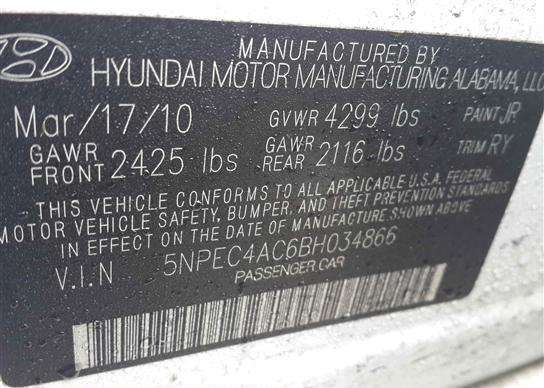 MANUFACTURED BY
HYUNDAI MOTOR MANUFACTURING ALABAMA, LLC
Mar/17/10 GVWR 4299 lbs PAINT JR
GAWR FRONT 2425 lbs GAWR REAR 2116 lbs TRIM RY
THIS VEHICLE CONFORMS TO ALL APPLICABLE U.S.A. FEDERAL
MOTOR VEHICLE SAFETY, BUMPER, AND THEFT PREVENTION STANDARDS
IN EFFECT ON THE DATE OF MANUFACTURE SHOWN ABOVE
V.I.N 5NPEC4AC6BH034866
PASSENGER CAR